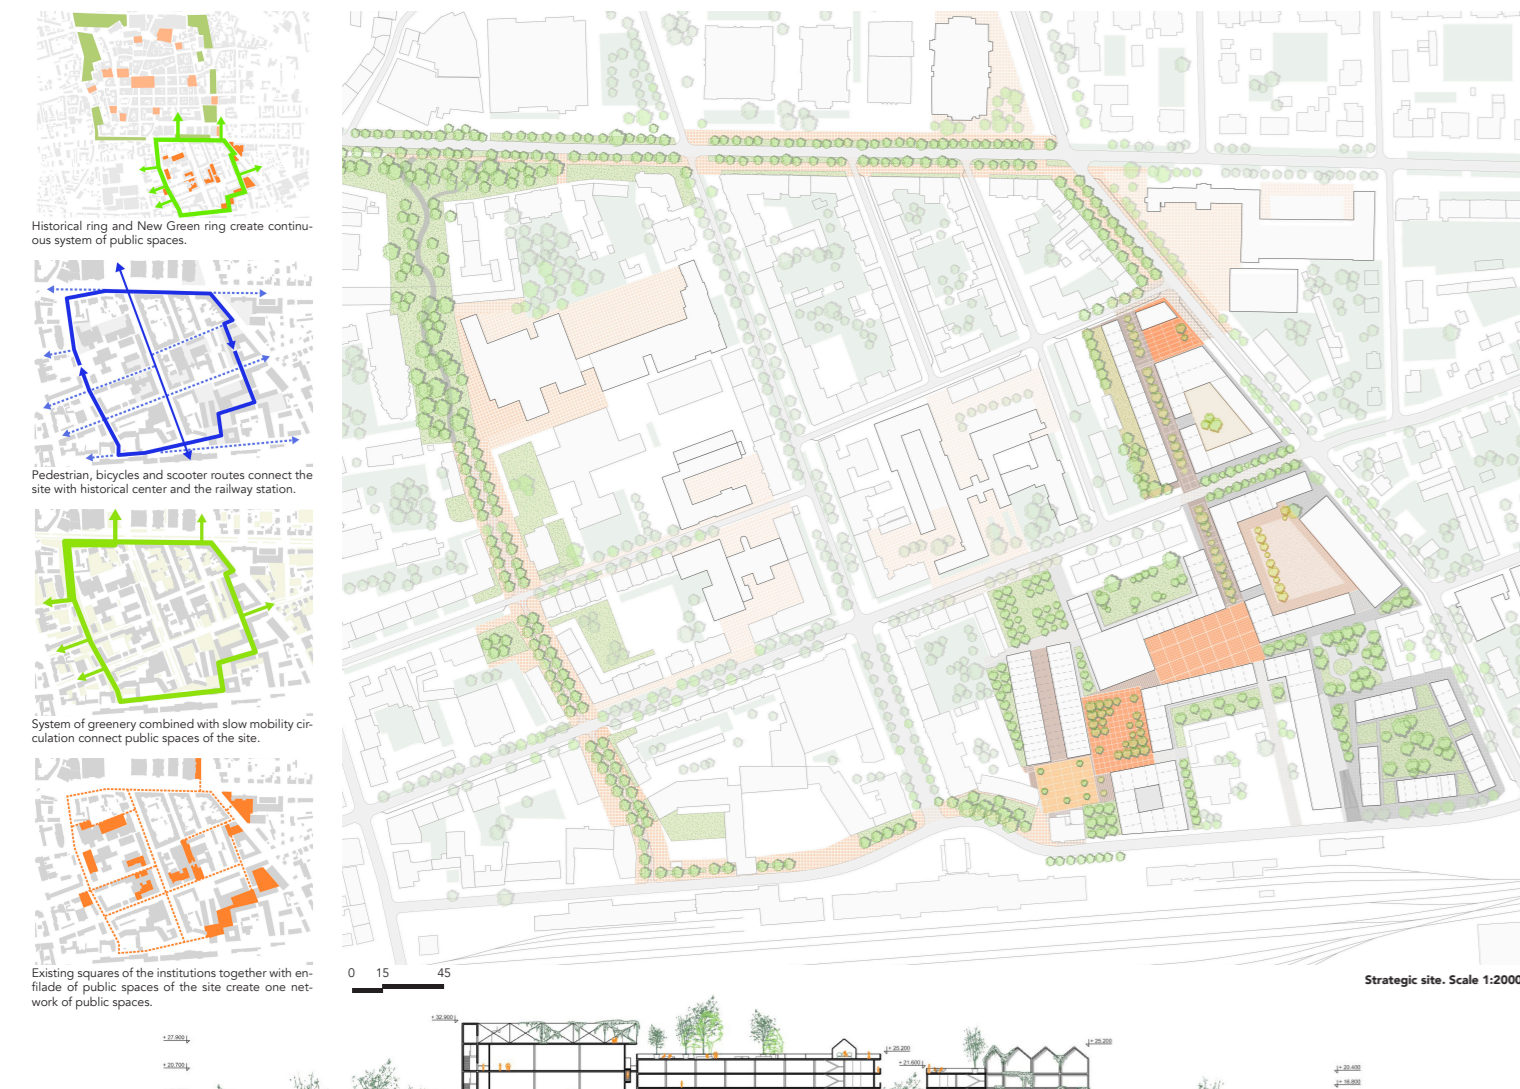 Historical ring and New Green ring create continu-
ous system of public spaces.
Pedestrian, bicycles and scooter routes connect the
site with historical center and the railway station.
System of greenery combined with slow mobility cir-
culation connect public spaces of the site.
Existing squares of the institutions together with en-
filade of public spaces of the site create one net-
work of public spaces.
0 15 45
Strategic site. Scale 1:2000
+ 32.900
+ 27.900
+ 20.700
+ 25.200
+ 21.600
+ 25.200
+ 20.400
+ 16.800